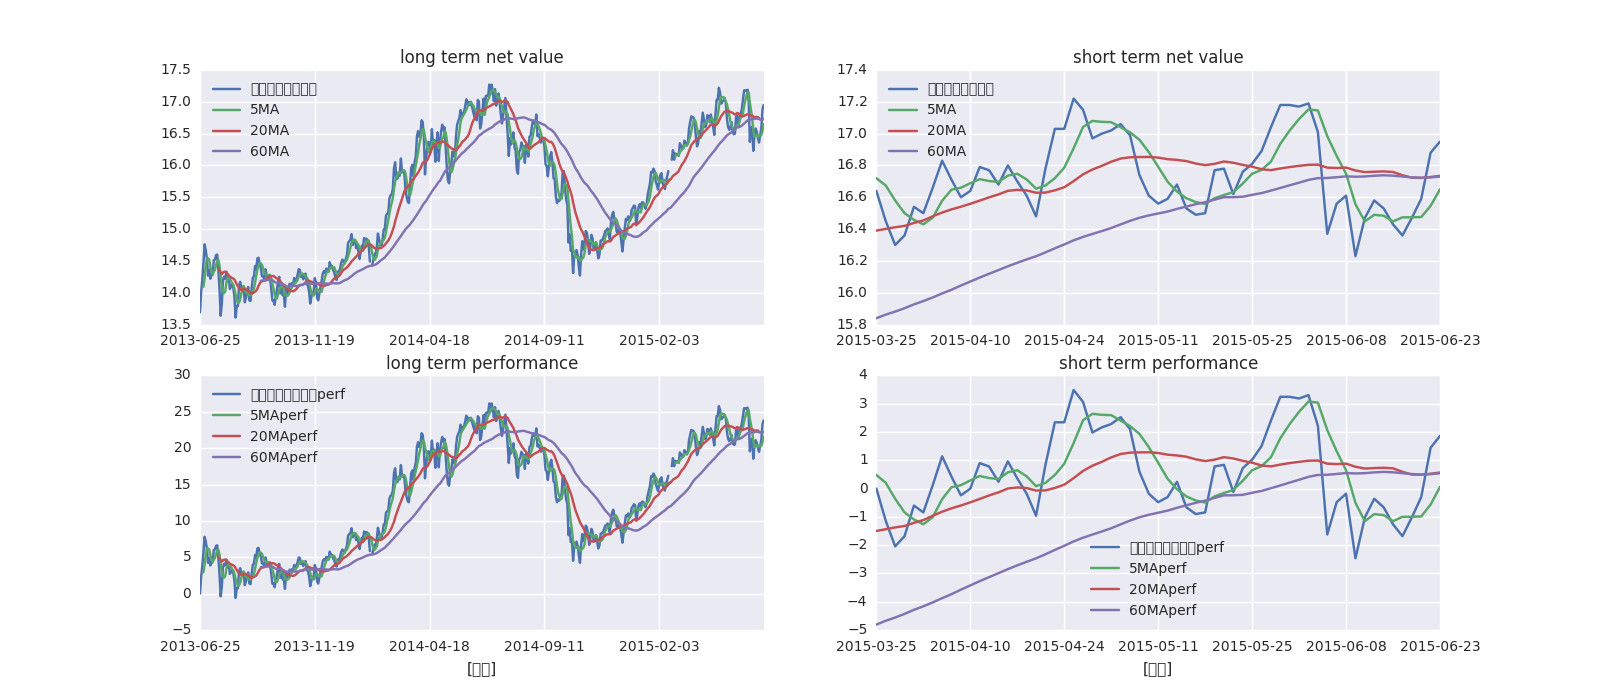 long term net value
17.5
17.0
16.5
16.0
15.5
15.0
14.5
14.0
13.5
5MA
20MA
60MA
2013-06-25 2013-11-19 2014-04-18 2014-09-11 2015-02-03
short term net value
17.4
17.2
17.0
16.8
16.6
16.4
16.2
16.0
15.8
5MA
20MA
60MA
2015-03-25 2015-04-10 2015-04-24 2015-05-11 2015-05-25 2015-06-08 2015-06-23
long term performance
30
25
20
15
10
5
0
−5
perf
5MAperf
20MAperf
60MAperf
2013-06-25 2013-11-19 2014-04-18 2014-09-11 2015-02-03
short term performance
4
3
2
1
0
−1
−2
−3
−4
−5
perf
5MAperf
20MAperf
60MAperf
2015-03-25 2015-04-10 2015-04-24 2015-05-11 2015-05-25 2015-06-08 2015-06-23